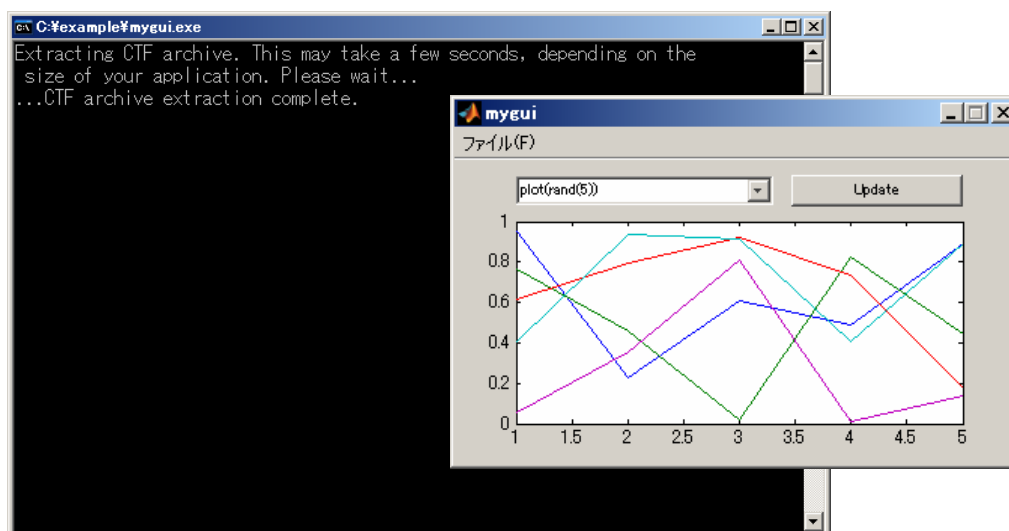 C:¥example¥mygui.exe
Extracting CTF archive. This may take a few seconds, depending on the
size of your application. Please wait...
...CTF archive extraction complete.
mygui
ファイル(F)
plot(rand(5))
Update
1
0.8
0.6
0.4
0.2
0
1 1.5 2 2.5 3 3.5 4 4.5 5